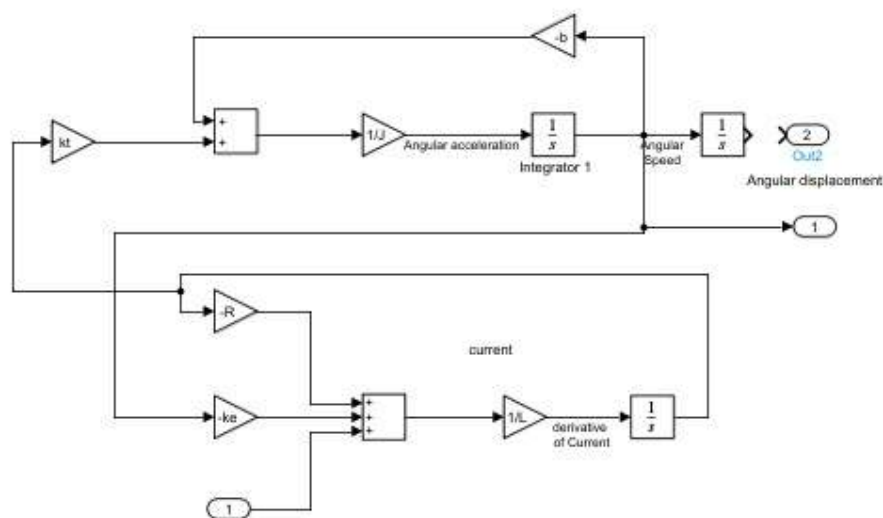 -b
+
+
kt
1/J
Angular acceleration
1
s
Integrator 1
Angular
Speed
1
s
2
Out2
Angular displacement
1
-R
current
-ke
+
+
+
1/L
derivative
of Current
1
s
1